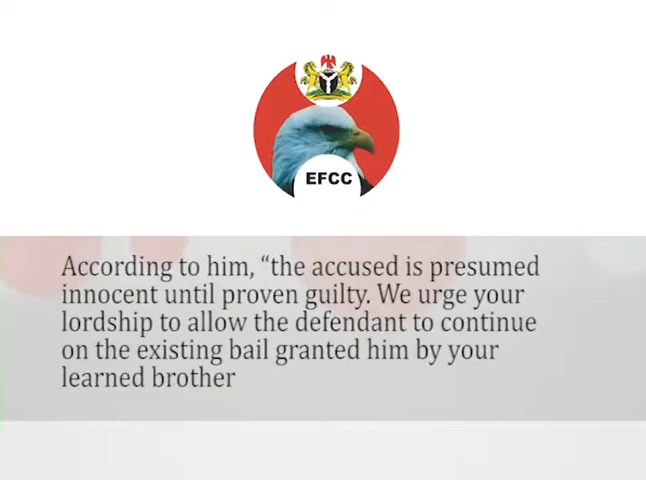 EFCC
According to him, “the accused is presumed
innocent until proven guilty. We urge your
lordship to allow the defendant to continue
on the existing bail granted him by your
learned brother